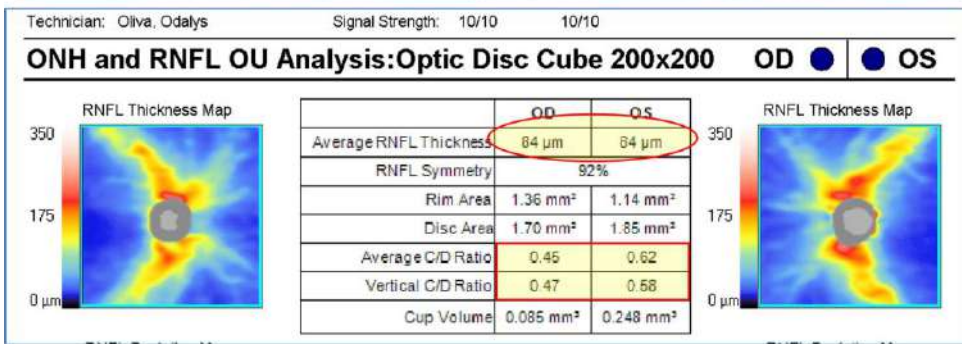 Technician: Oliva, Odalys Signal Strength: 10/10 10/10
ONH and RNFL OU Analysis:Optic Disc Cube 200x200 OD OS
RNFL Thickness Map
350
175
0 µm
OD OS
Average RNFL Thickness 84 µm 84 µm
RNFL Symmetry 92%
Rim Area 1.36 mm² 1.14 mm²
Disc Area 1.70 mm² 1.85 mm²
Average C/D Ratio 0.45 0.62
Vertical C/D Ratio 0.47 0.58
Cup Volume 0.085 mm³ 0.248 mm³
RNFL Thickness Map
350
175
0 µm